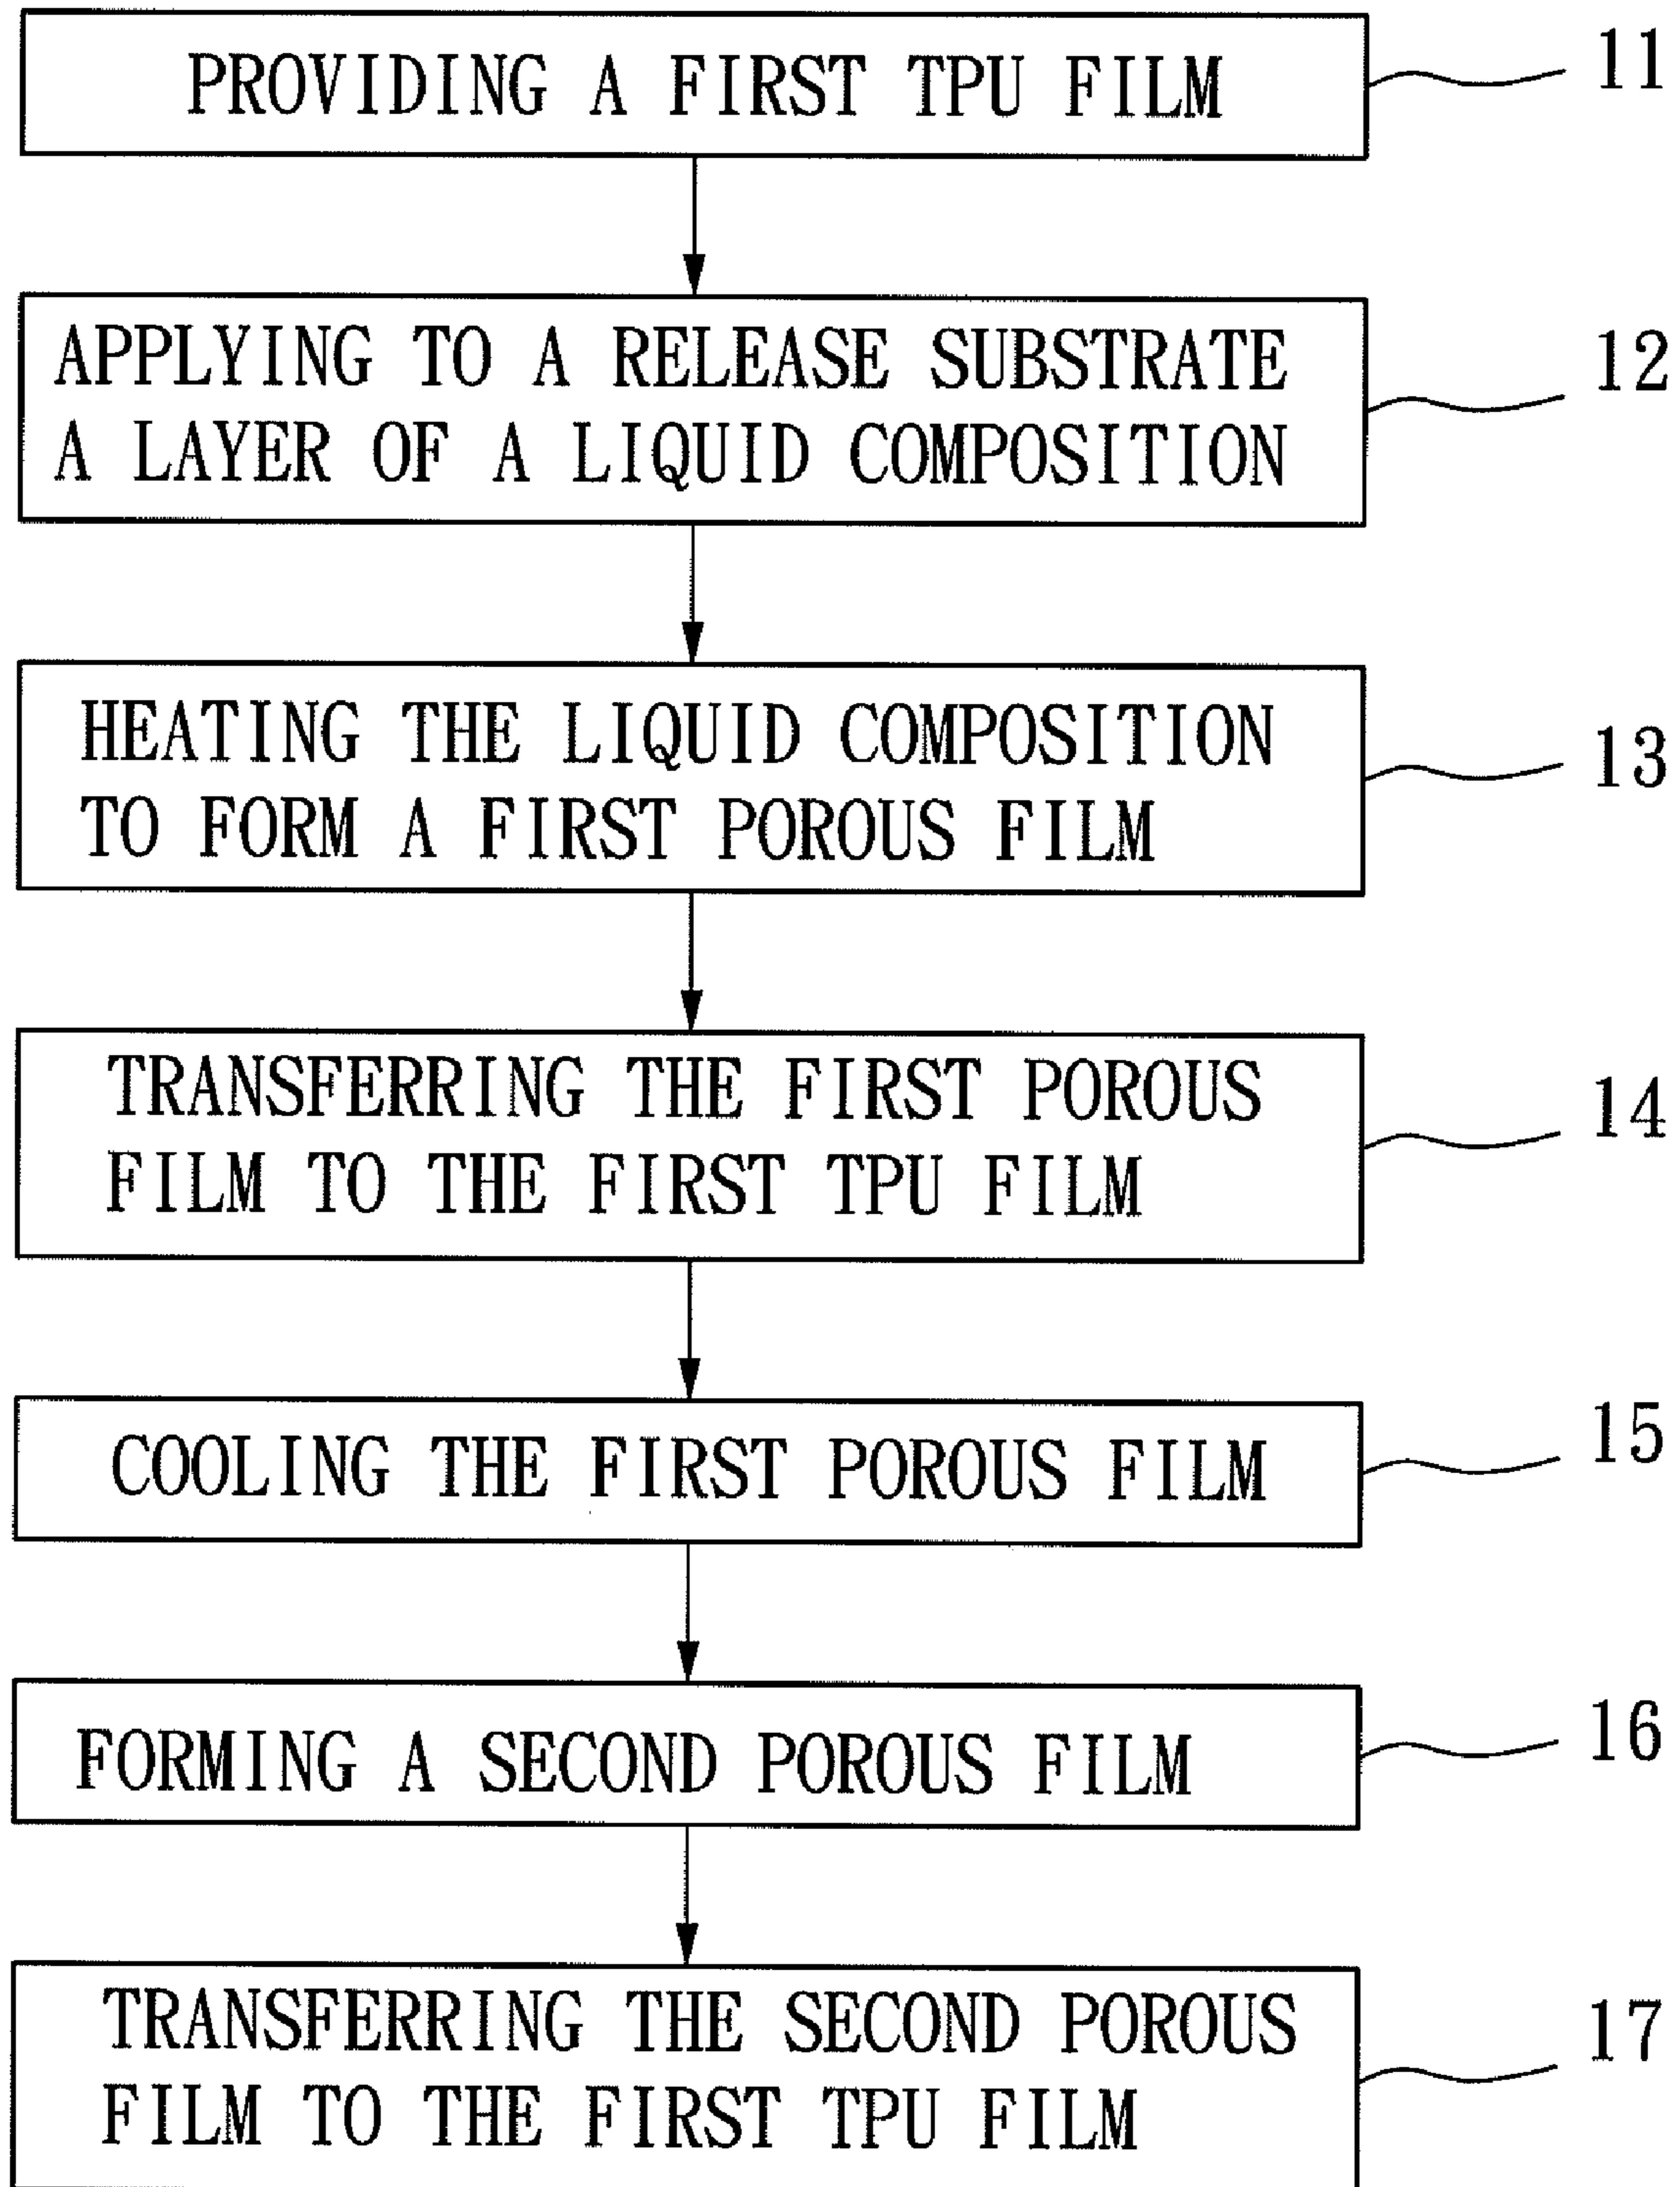 PROVIDING A FIRST TPU FILM
11
APPLYING TO A RELEASE SUBSTRATE
A LAYER OF A LIQUID COMPOSITION
12
HEATING THE LIQUID COMPOSITION
TO FORM A FIRST POROUS FILM
13
TRANSFERRING THE FIRST POROUS
FILM TO THE FIRST TPU FILM
14
COOLING THE FIRST POROUS FILM
15
FORMING A SECOND POROUS FILM
16
TRANSFERRING THE SECOND POROUS
FILM TO THE FIRST TPU FILM
17